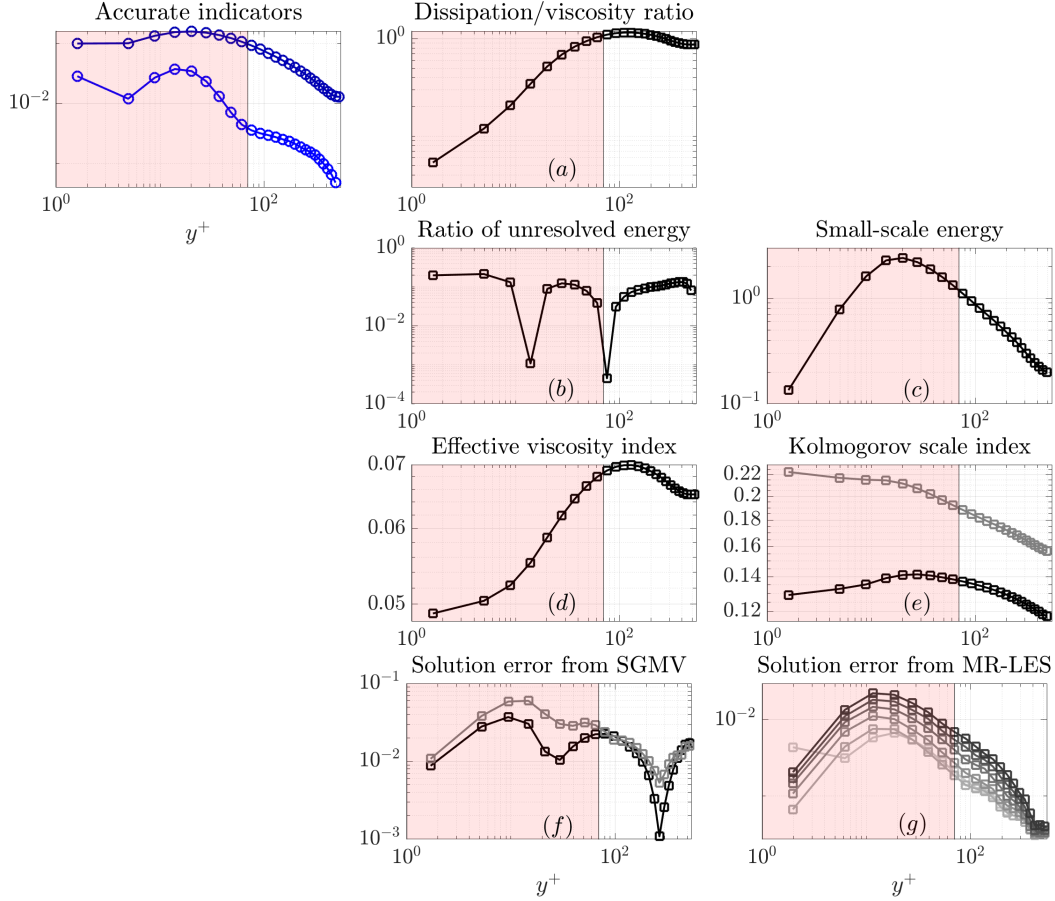 Accurate indicators
Dissipation/viscosity ratio
10^{-2}
10^0
10^0
10^2
y^+
10^0
(a)
10^0
10^2
Ratio of unresolved energy
Small-scale energy
10^0
10^{-2}
10^{-4}
(b)
10^0
10^2
10^0
10^{-1}
(c)
10^0
10^2
Effective viscosity index
Kolmogorov scale index
0.07
0.06
0.05
(d)
10^0
10^2
0.22
0.2
0.18
0.16
0.14
0.12
(e)
10^0
10^2
Solution error from SGMV
Solution error from MR-LES
10^{-1}
10^{-2}
10^{-3}
(f)
10^0
10^2
y^+
10^{-2}
(g)
10^0
10^2
y^+